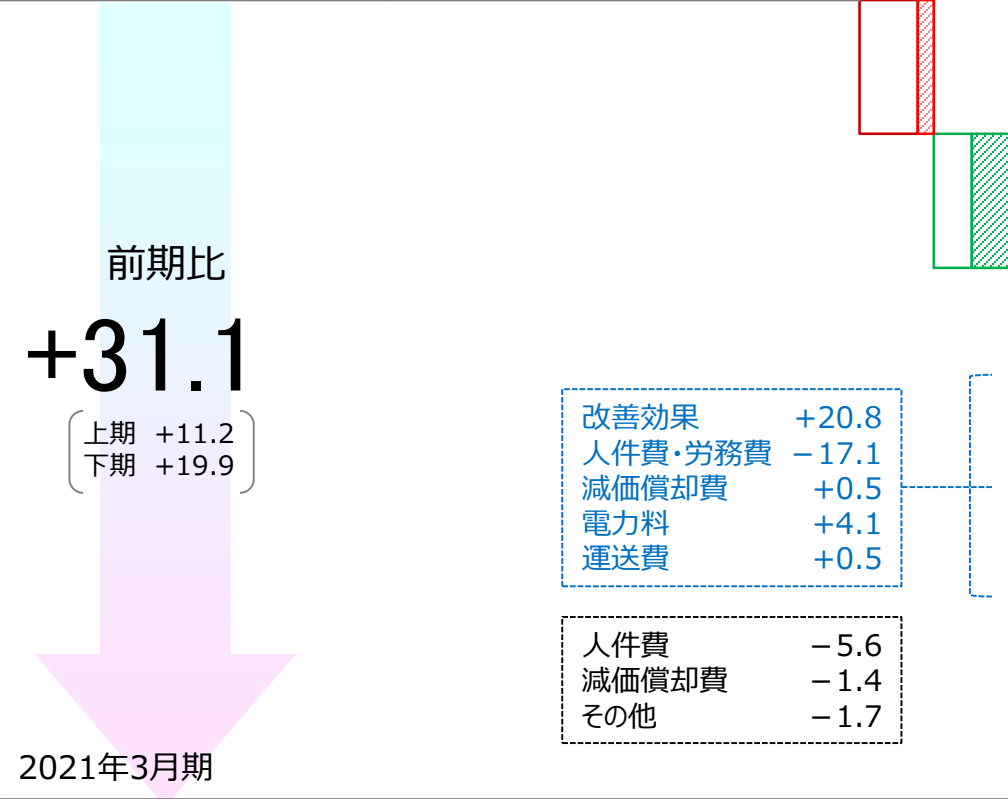 前期比
+31.1
上期 +11.2
下期 +19.9
改善効果 +20.8
人件費・労務費 －17.1
減価償却費 +0.5
電力料 +4.1
運送費 +0.5
人件費 －5.6
減価償却費 －1.4
その他 －1.7
2021年3月期